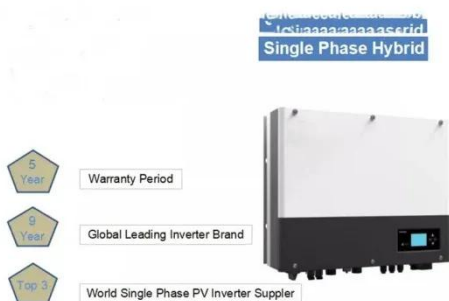 Single Phase Hybrid
5
Year
Warranty Period
9
Year
Global Leading Inverter Brand
Top 3
World Single Phase PV Inverter Suppler